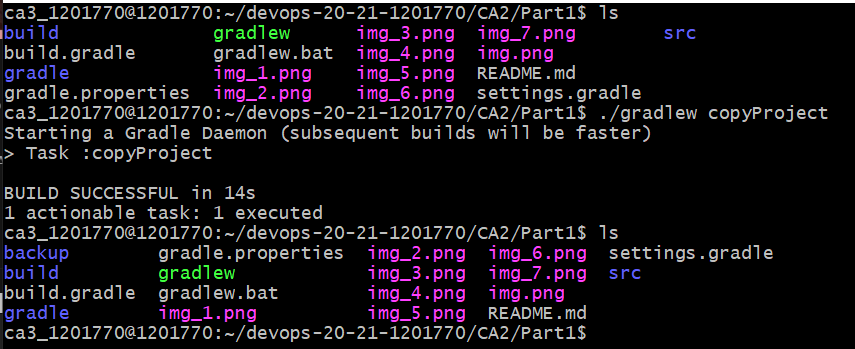 ca3_1201770@1201770:~/devops-20-21-1201770/CA2/Part1$ ls
build gradlew img_3.png img_7.png src
build.gradle gradlew.bat img_4.png img.png
gradle img_1.png img_5.png README.md
gradle.properties img_2.png img_6.png settings.gradle
ca3_1201770@1201770:~/devops-20-21-1201770/CA2/Part1$ ./gradlew copyProject
Starting a Gradle Daemon (subsequent builds will be faster)
> Task :copyProject
BUILD SUCCESSFUL in 14s
1 actionable task: 1 executed
ca3_1201770@1201770:~/devops-20-21-1201770/CA2/Part1$ ls
backup gradle.properties img_2.png img_6.png settings.gradle
build gradlew img_3.png img_7.png src
build.gradle gradlew.bat img_4.png img.png
gradle img_1.png img_5.png README.md
ca3_1201770@1201770:~/devops-20-21-1201770/CA2/Part1$